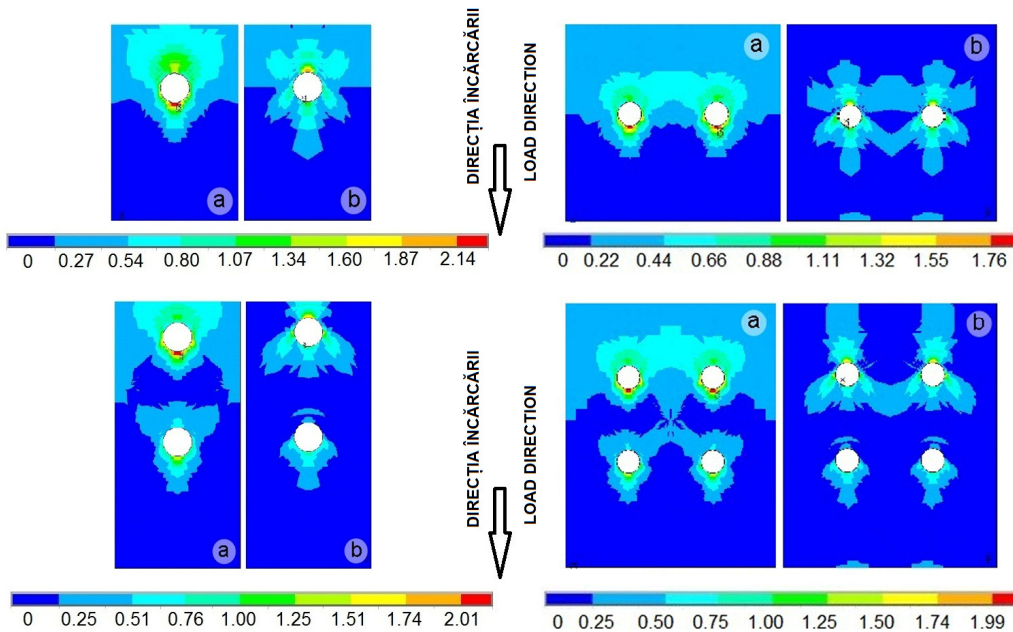 a
b
DIRECȚIA ÎNCĂRCĂRII
LOAD DIRECTION
a
b
0 0.27 0.54 0.80 1.07 1.34 1.60 1.87 2.14
0 0.22 0.44 0.66 0.88 1.11 1.32 1.55 1.76
a
b
DIRECȚIA ÎNCĂRCĂRII
LOAD DIRECTION
a
b
0 0.25 0.51 0.76 1.00 1.25 1.51 1.74 2.01
0 0.25 0.50 0.75 1.00 1.25 1.50 1.74 1.99